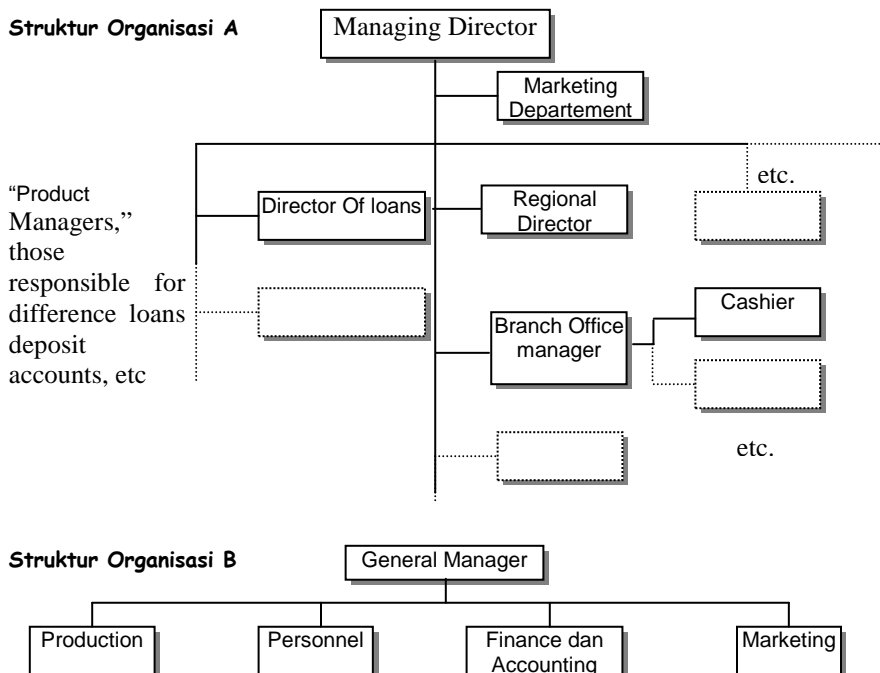 Struktur Organisasi A
Managing Director
Marketing
Departement
"Product
Managers,"
those
responsible for
difference loans
deposit
accounts, etc
Director Of loans
Regional
Director
etc.
Branch Office
manager
Cashier
etc.
Struktur Organisasi B
General Manager
Production
Personnel
Finance dan
Accounting
Marketing